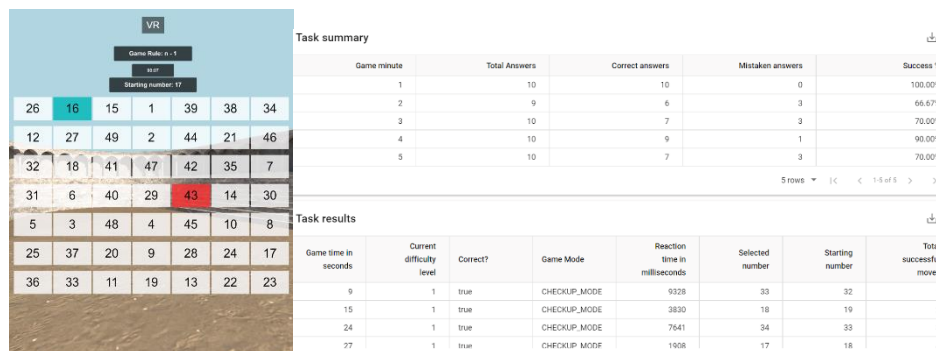 VR
Game Rule: n - 1
Starting number: 17
26 16 15 1 39 38 34
12 27 49 2 44 21 46
32 18 41 47 42 35 7
31 6 40 29 43 14 30
5 3 48 4 45 10 8
25 37 20 9 28 24 17
36 33 11 19 13 22 23
Task summary
Game minute Total Answers Correct answers Mistaken answers Success
1 10 10 0 100.00%
2 9 6 3 66.67%
3 10 7 3 70.00%
4 10 9 1 90.00%
5 10 7 3 70.00%
5 rows 1-5 of 5
Task results
Game time in seconds Current difficulty level Correct? Game Mode Reaction time in milliseconds Selected number Starting number Total successful move
9 1 true CHECKUP_MODE 9328 33 32
15 1 true CHECKUP_MODE 3830 18 19
24 1 true CHECKUP_MODE 7641 34 33
27 1 true CHECKUP_MODE 1908 17 18